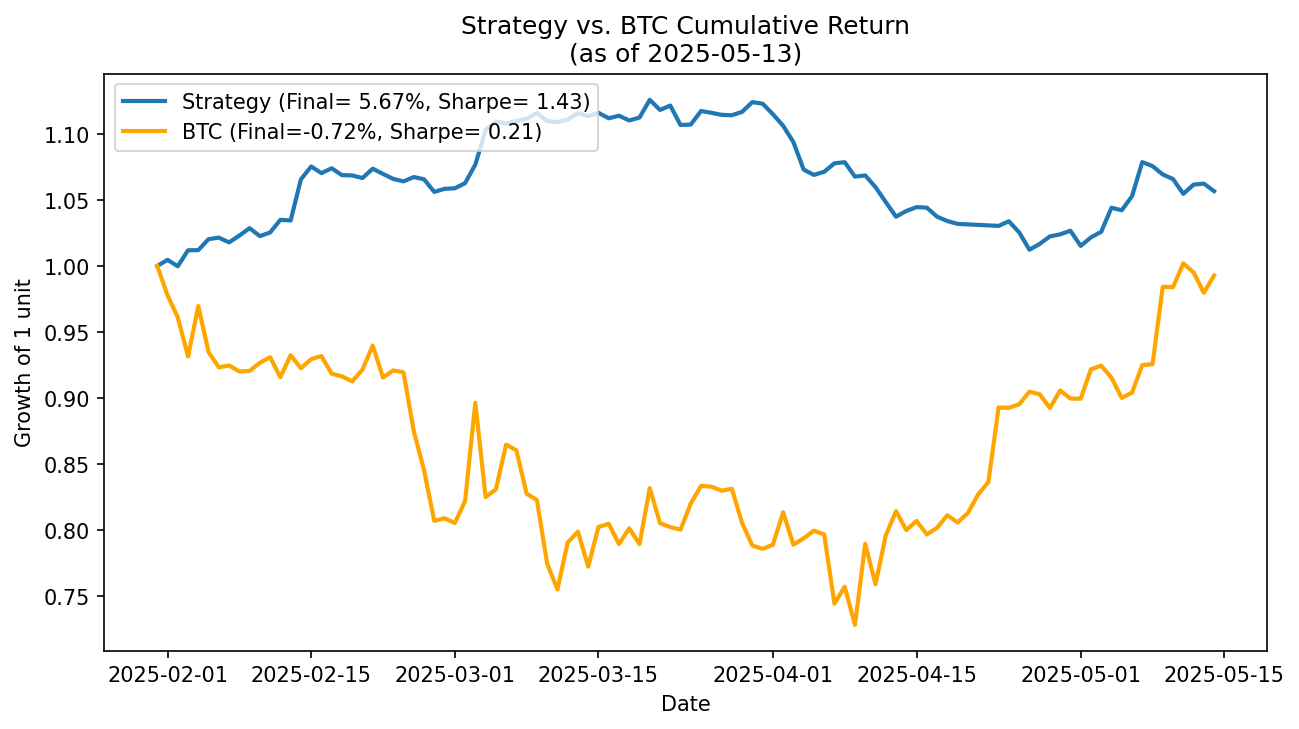 Strategy vs. BTC Cumulative Return
(as of 2025-05-13)
Strategy (Final= 5.67%, Sharpe= 1.43)
BTC (Final=-0.72%, Sharpe= 0.21)
Growth of 1 unit
1.10
1.05
1.00
0.95
0.90
0.85
0.80
0.75
2025-02-01 2025-02-15 2025-03-01 2025-03-15 2025-04-01 2025-04-15 2025-05-01 2025-05-15
Date